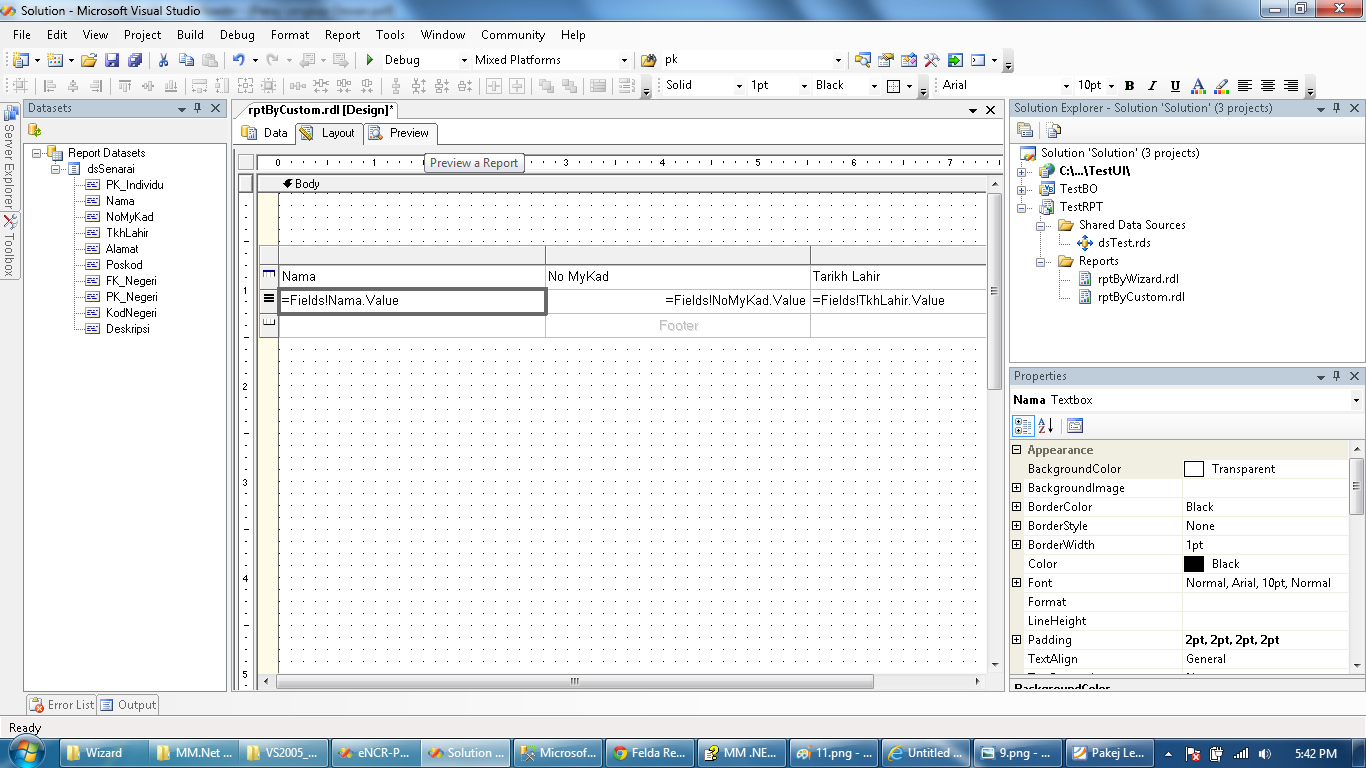 Solution - Microsoft Visual Studio
File Edit View Project Build Debug Format Report Tools Window Community Help
Debug Mixed Platforms pk
Solid 1pt Black Arial 10pt B I U A
Server Explorer
Toolbox
Datasets
Report Datasets
dsSenarai
PK_Individu
Nama
NoMyKad
TkhLahir
Alamat
Poskod
FK_Negeri
PK_Negeri
KodNegeri
Deskripsi
rptByCustom.rdl [Design]*
Data Layout Preview
Preview a Report
0 1 3 5 6 7
Body
1
2
3
4
5
Nama No MyKad Tarikh Lahir
=Fields!Nama.Value =Fields!NoMyKad.Value =Fields!TkhLahir.Value
Footer
Solution Explorer - Solution 'Solution' (3 projects)
Solution 'Solution' (3 projects)
C:\...\TestUI\
TestBO
TestRPT
Shared Data Sources
dsTest.rds
Reports
rptByWizard.rdl
rptByCustom.rdl
Properties
Nama Textbox
Appearance
BackgroundColor Transparent
BackgroundImage
BorderColor Black
BorderStyle None
BorderWidth 1pt
Color Black
Font Normal, Arial, 10pt, Normal
Format
LineHeight
Padding 2pt, 2pt, 2pt, 2pt
TextAlign General
BackgroundColor
Error List Output
Ready
Wizard MM.Net ... VS2005_... eNCR-P... Solution ... Microsof... Felda Re... MM .NE... 11.png - ... Untitled ... 9.png - ... Pakej Le... 5:42 PM